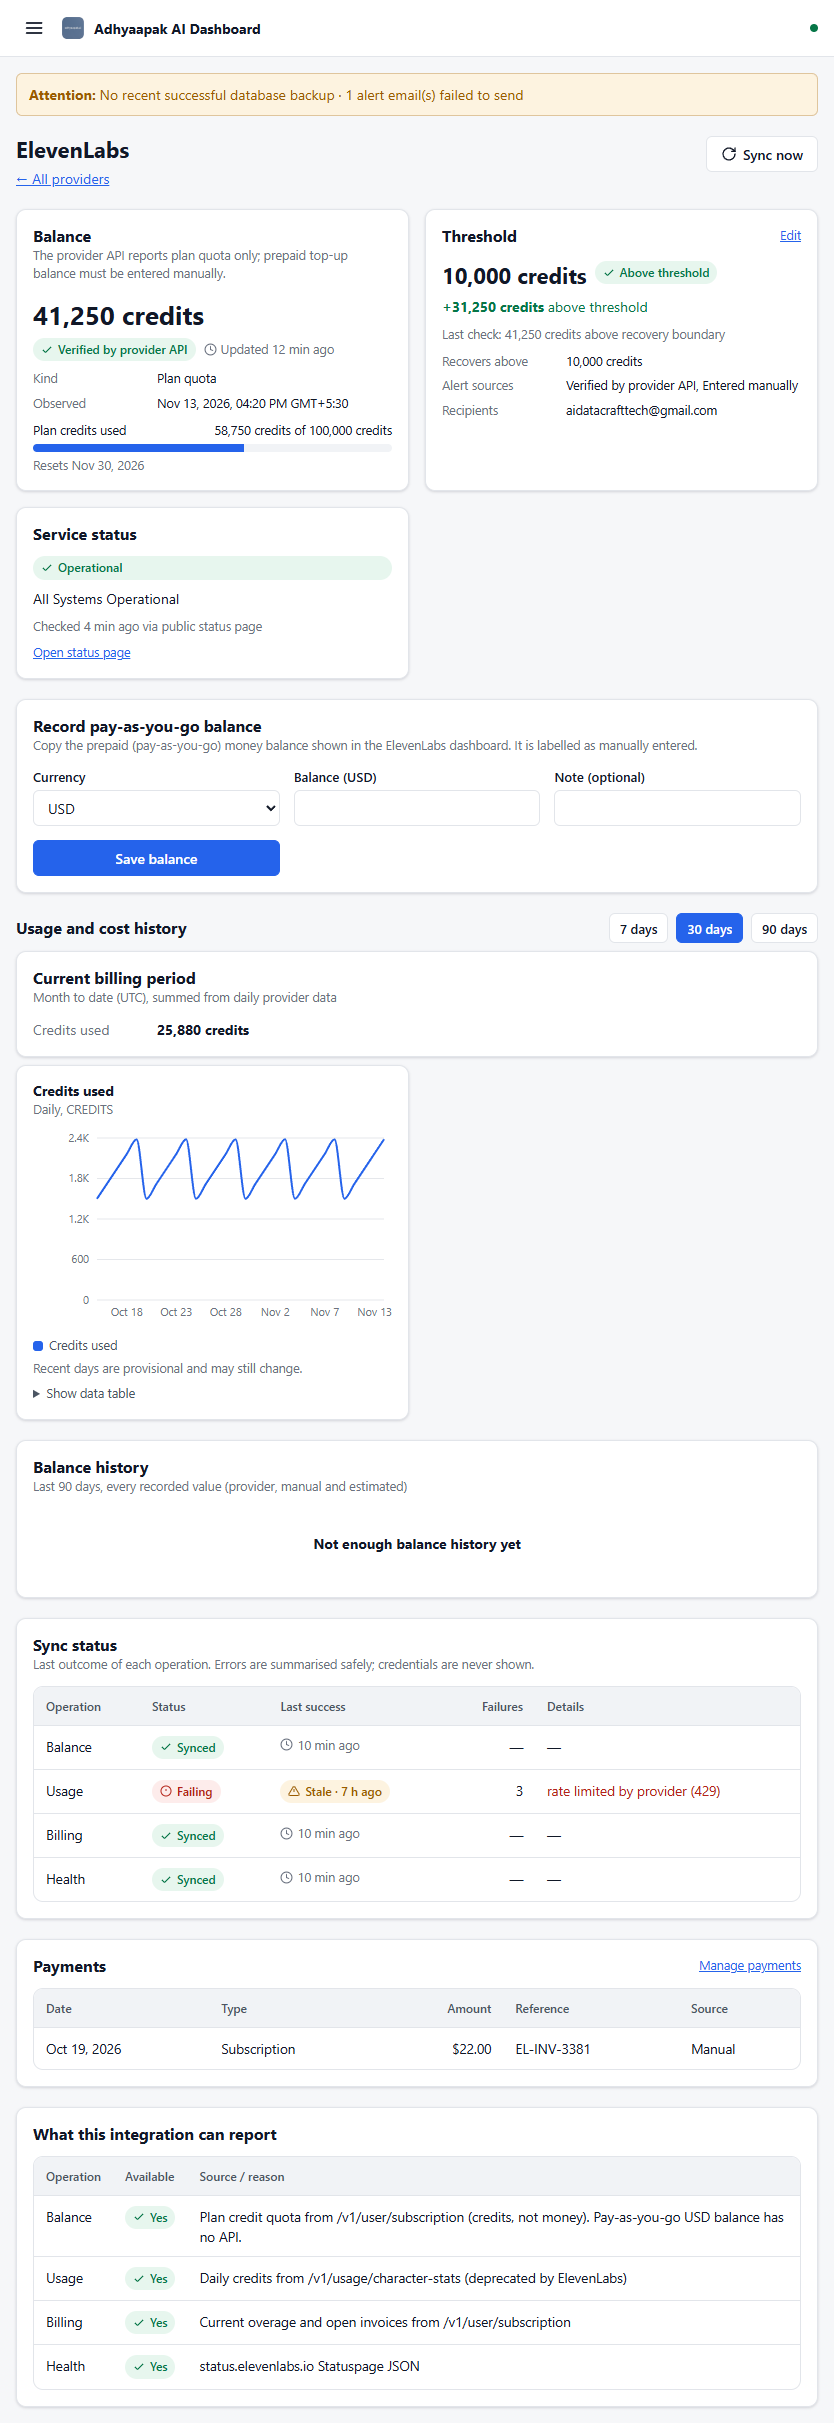 Adhyaapak AI Dashboard
Attention: No recent successful database backup · 1 alert email(s) failed to send
ElevenLabs
Sync now
← All providers
Balance
The provider API reports plan quota only; prepaid top-up
balance must be entered manually.
41,250 credits
Verified by provider API
Updated 12 min ago
Kind Plan quota
Observed Nov 13, 2026, 04:20 PM GMT+5:30
Plan credits used 58,750 credits of 100,000 credits
Resets Nov 30, 2026
Threshold
Edit
10,000 credits
Above threshold
+31,250 credits above threshold
Last check: 41,250 credits above recovery boundary
Recovers above 10,000 credits
Alert sources Verified by provider API, Entered manually
Recipients aidatacrafttech@gmail.com
Service status
Operational
All Systems Operational
Checked 4 min ago via public status page
Open status page
Record pay-as-you-go balance
Copy the prepaid (pay-as-you-go) money balance shown in the ElevenLabs dashboard. It is labelled as manually entered.
Currency Balance (USD) Note (optional)
USD
Save balance
Usage and cost history
7 days 30 days 90 days
Current billing period
Month to date (UTC), summed from daily provider data
Credits used 25,880 credits
Credits used
Daily, CREDITS
2.4K
1.8K
1.2K
600
0
Oct 18 Oct 23 Oct 28 Nov 2 Nov 7 Nov 13
Credits used
Recent days are provisional and may still change.
Show data table
Balance history
Last 90 days, every recorded value (provider, manual and estimated)
Not enough balance history yet
Sync status
Last outcome of each operation. Errors are summarised safely; credentials are never shown.
Operation Status Last success Failures Details
Balance Synced 10 min ago — —
Usage Failing Stale · 7 h ago 3 rate limited by provider (429)
Billing Synced 10 min ago — —
Health Synced 10 min ago — —
Payments
Manage payments
Date Type Amount Reference Source
Oct 19, 2026 Subscription $22.00 EL-INV-3381 Manual
What this integration can report
Operation Available Source / reason
Balance Yes Plan credit quota from /v1/user/subscription (credits, not money). Pay-as-you-go USD balance has
no API.
Usage Yes Daily credits from /v1/usage/character-stats (deprecated by ElevenLabs)
Billing Yes Current overage and open invoices from /v1/user/subscription
Health Yes status.elevenlabs.io Statuspage JSON